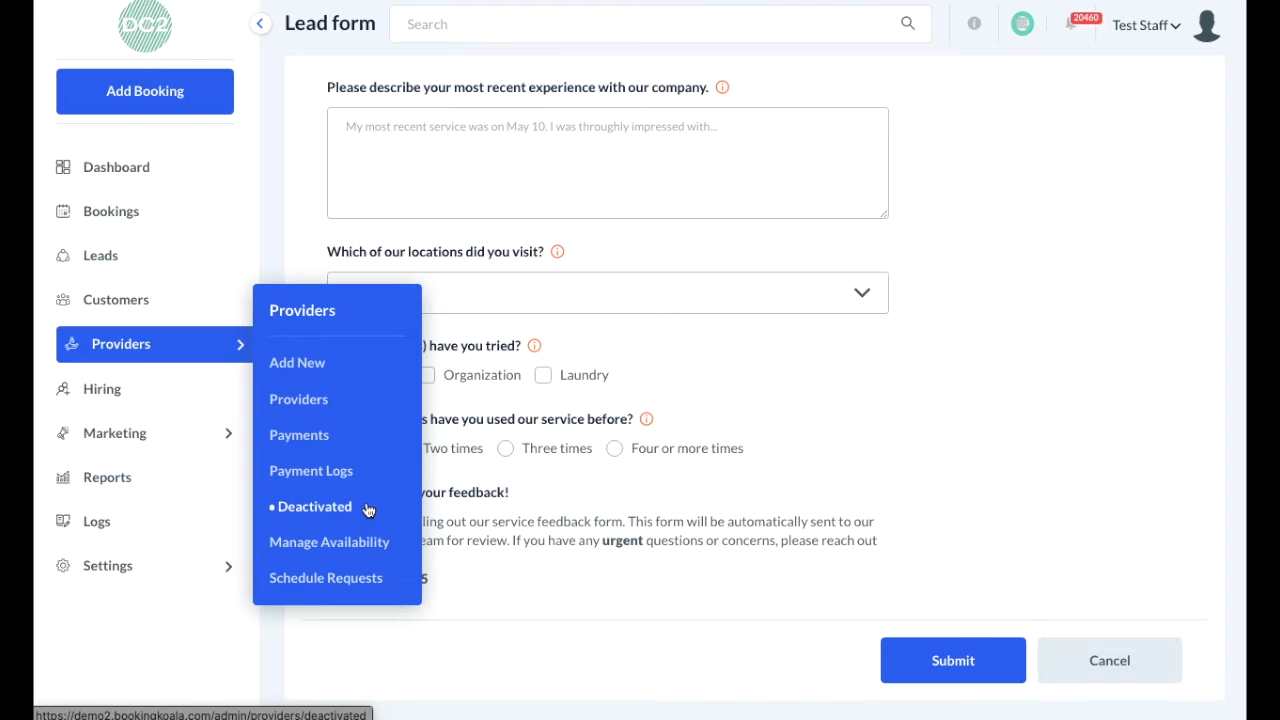 DC2
Lead form
Search
20460
Test Staff
Add Booking
Dashboard
Bookings
Leads
Customers
Providers
Hiring
Marketing
Reports
Logs
Settings
Providers
Add New
Providers
Payments
Payment Logs
• Deactivated
Manage Availability
Schedule Requests
Please describe your most recent experience with our company.
My most recent service was on May 10. I was throughly impressed with...
Which of our locations did you visit?
) have you tried?
Organization
Laundry
s have you used our service before?
Two times
Three times
Four or more times
your feedback!
ling out our service feedback form. This form will be automatically sent to our
eam for review. If you have any urgent questions or concerns, please reach out
5
Submit
Cancel
https://demo2.bookingkoala.com/admin/providers/deactivated